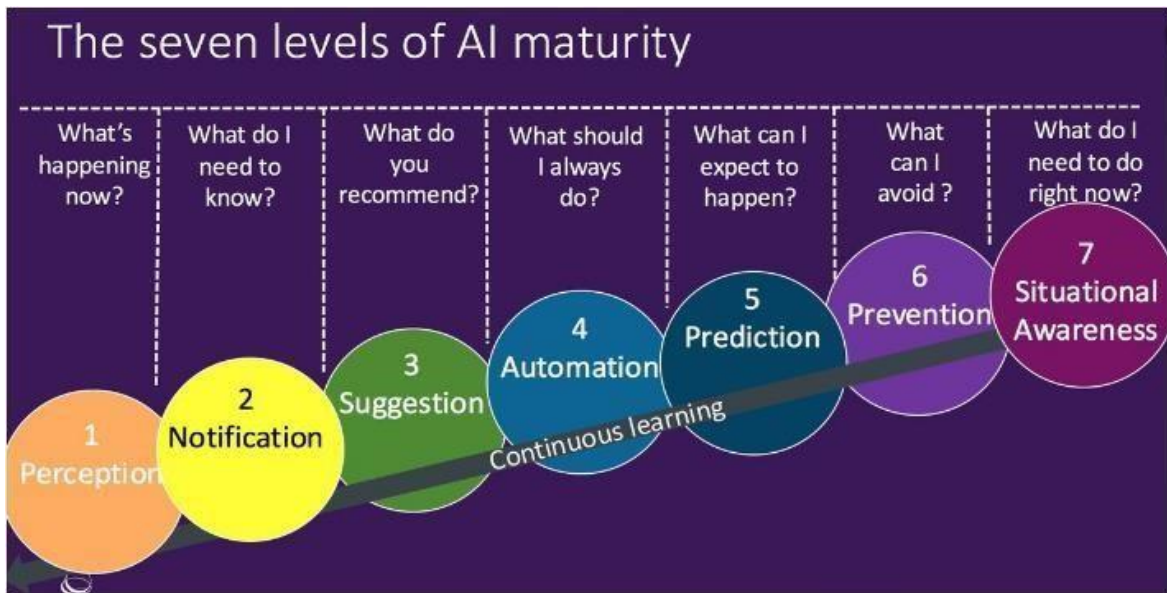 The seven levels of AI maturity
What's
happening
now?
What do I
need to
know?
What do
you
recommend?
What should
I always
do?
What can I
expect to
happen?
What
can I
avoid ?
What do I
need to do
right now?
1
Perception
2
Notification
3
Suggestion
4
Automation
5
Prediction
6
Prevention
7
Situational
Awareness
Continuous learning